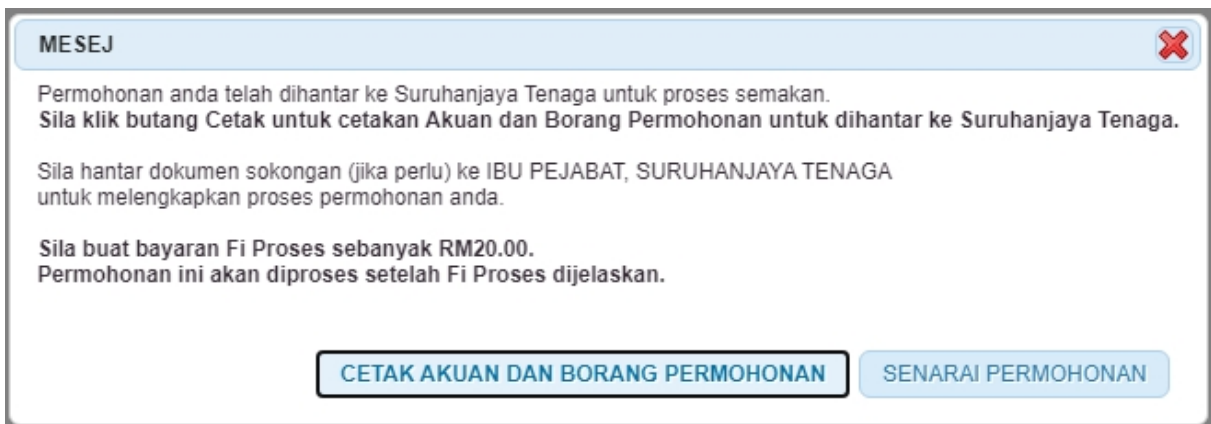 MESEJ
Permohonan anda telah dihantar ke Suruhanjaya Tenaga untuk proses semakan.
Sila klik butang Cetak untuk cetakan Akuan dan Borang Permohonan untuk dihantar ke Suruhanjaya Tenaga.
Sila hantar dokumen sokongan (jika perlu) ke IBU PEJABAT, SURUHANJAYA TENAGA
untuk melengkapkan proses permohonan anda.
Sila buat bayaran Fi Proses sebanyak RM20.00.
Permohonan ini akan diproses setelah Fi Proses dijelaskan.
CETAK AKUAN DAN BORANG PERMOHONAN
SENARAI PERMOHONAN